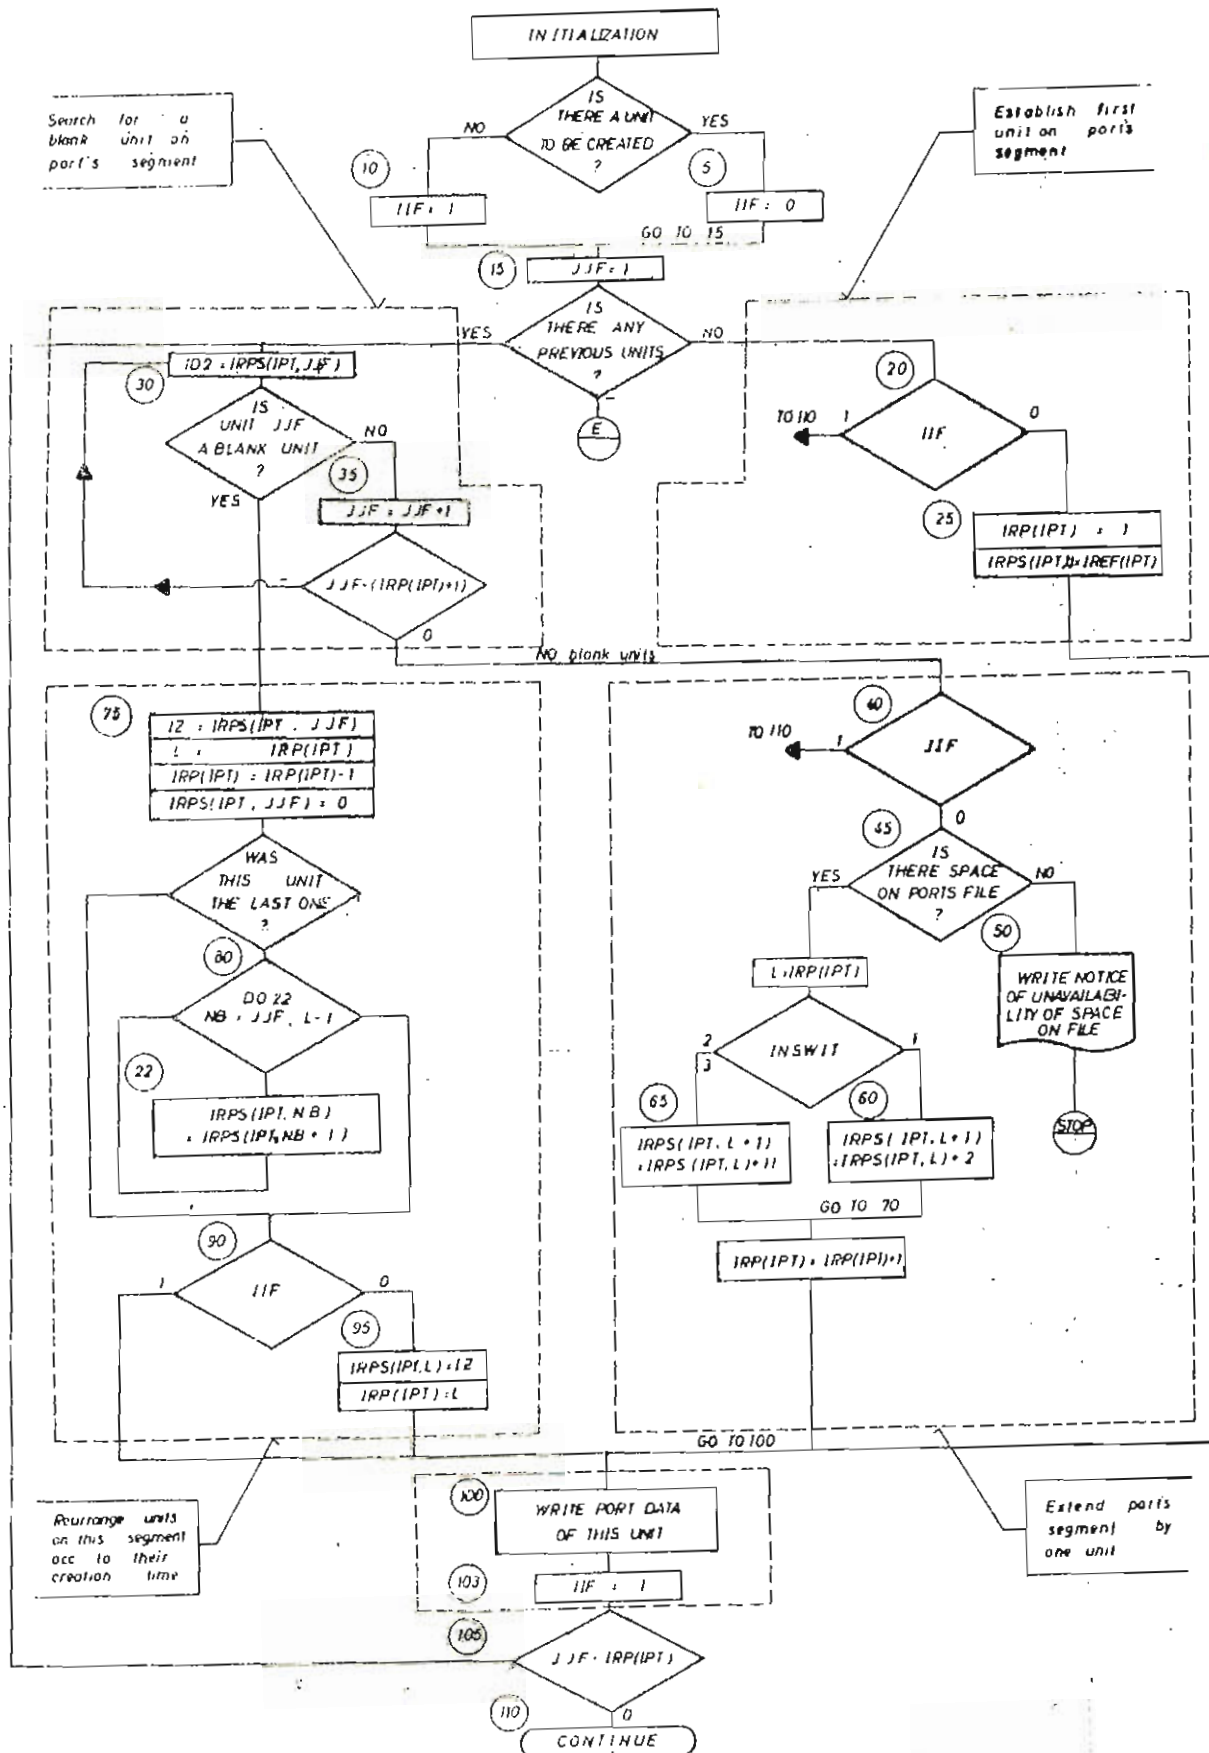 INITIALIZATION
IS
THERE A UNIT
TO BE CREATED
?
NO
YES
10
5
IIF = 1
IIF = 0
GO TO 15
Search for a
blank unit on
port's segment
Establish first
unit on port's
segment
15
JJF = 1
IS
THERE ANY
PREVIOUS UNITS
?
YES
NO
E
30
ID2 = IRPS(IPT, JJF)
IS
UNIT JJF
A BLANK UNIT
?
NO
YES
35
JJF = JJF+1
JJF-(IRP(IPT)+1)
-
0
20
TO 110
1
IIF
0
25
IRP(IPT) = 1
IRPS(IPT,1)=IREF(IPT)
NO blank units
75
IZ = IRPS(IPT, JJF)
L = IRP(IPT)
IRP(IPT) = IRP(IPT)-1
IRPS(IPT, JJF) = 0
WAS
THIS UNIT
THE LAST ONE
?
80
DO 22
NB = JJF, L-1
22
IRPS(IPT, NB)
= IRPS(IPT, NB + 1)
90
1
IIF
0
95
IRPS(IPT,L)=IZ
IRP(IPT)=L
40
TO 110
1
JIF
0
45
IS
THERE SPACE
ON PORTS FILE
?
YES
NO
50
WRITE NOTICE
OF UNAVAILABI-
LITY OF SPACE
ON FILE
STOP
L=IRP(IPT)
INSWIT
2
3
1
65
60
IRPS(IPT, L + 1)
=IRPS(IPT,L)+11
IRPS(IPT, L+1)
=IRPS(IPT,L)+2
GO TO 70
IRP(IPT) = IRP(IPT)+1
GO TO 100
Rearrange units
on this segment
acc to their
creation time
Extend port's
segment by
one unit
100
WRITE PORT DATA
OF THIS UNIT
103
IIF = 1
105
JJF - IRP(IPT)
-
0
110
CONTINUE